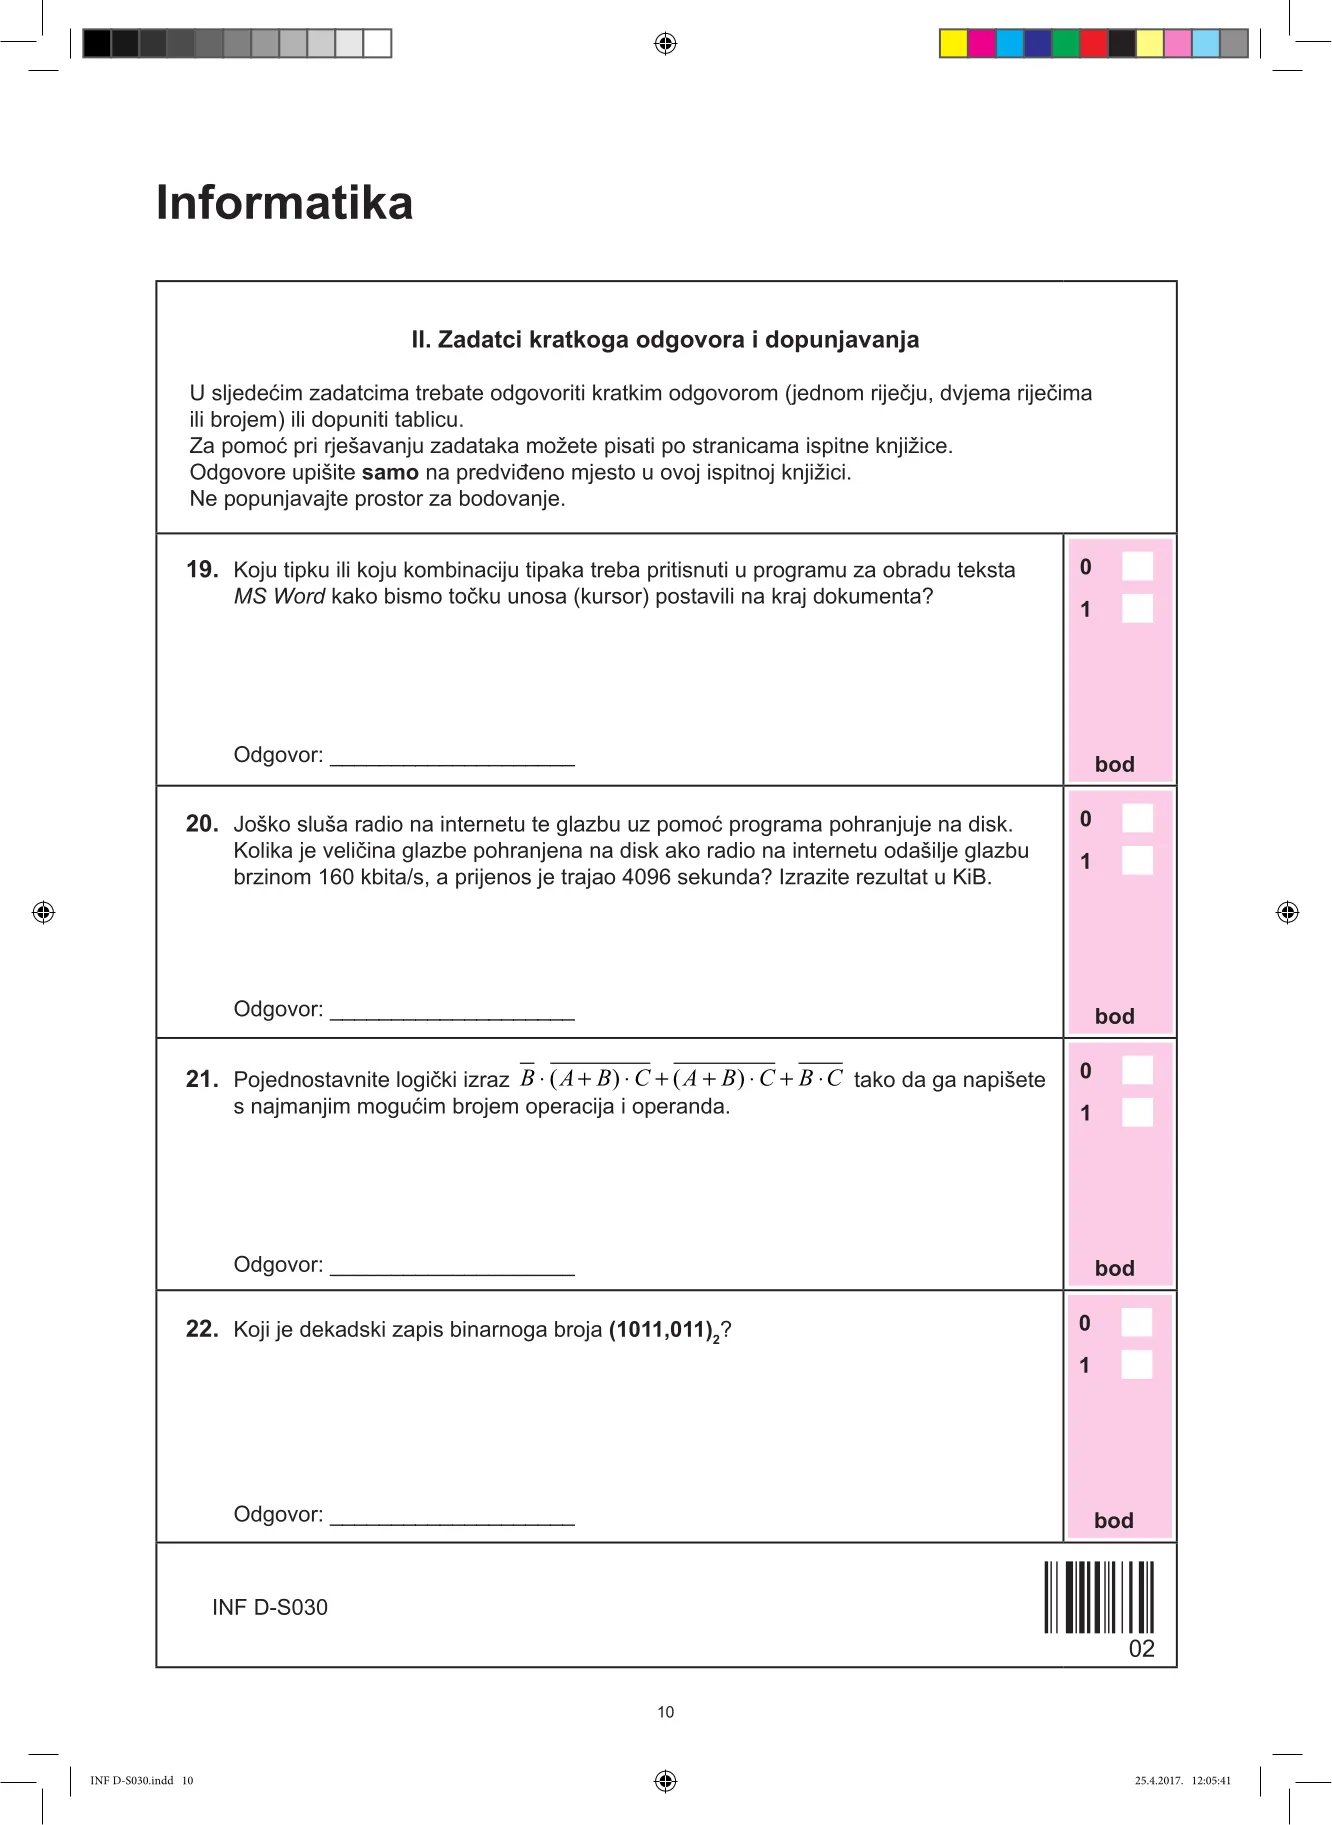 Informatika
II. Zadatci kratkoga odgovora i dopunjavanja
U sljedećim zadatcima trebate odgovoriti kratkim odgovorom (jednom riječju, dvjema riječima
ili brojem) ili dopuniti tablicu.
Za pomoć pri rješavanju zadataka možete pisati po stranicama ispitne knjižice.
Odgovore upišite samo na predviđeno mjesto u ovoj ispitnoj knjižici.
Ne popunjavajte prostor za bodovanje.
19. Koju tipku ili koju kombinaciju tipaka treba pritisnuti u programu za obradu teksta
MS Word kako bismo točku unosa (kursor) postavili na kraj dokumenta?
Odgovor: ____________________
0
1
bod
20. Joško sluša radio na internetu te glazbu uz pomoć programa pohranjuje na disk.
Kolika je veličina glazbe pohranjena na disk ako radio na internetu odašilje glazbu
brzinom 160 kbita/s, a prijenos je trajao 4096 sekunda? Izrazite rezultat u KiB.
Odgovor: ____________________
0
1
bod
21. Pojednostavnite logički izraz $\overline{B} \cdot \overline{(A + B) \cdot C} + \overline{(A + B) \cdot C} + \overline{B \cdot C}$ tako da ga napišete
s najmanjim mogućim brojem operacija i operanda.
Odgovor: ____________________
0
1
bod
22. Koji je dekadski zapis binarnoga broja (1011,011)₂?
Odgovor: ____________________
0
1
bod
INF D-S030
02
10
INF D-S030.indd 10
25.4.2017. 12:05:41